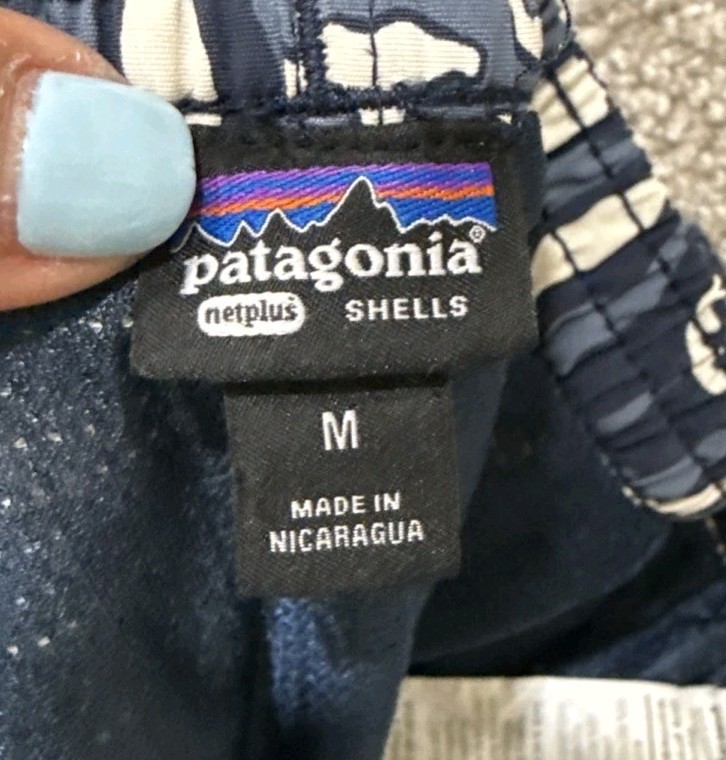 patagonia®
netplus® SHELLS
M
MADE IN
NICARAGUA